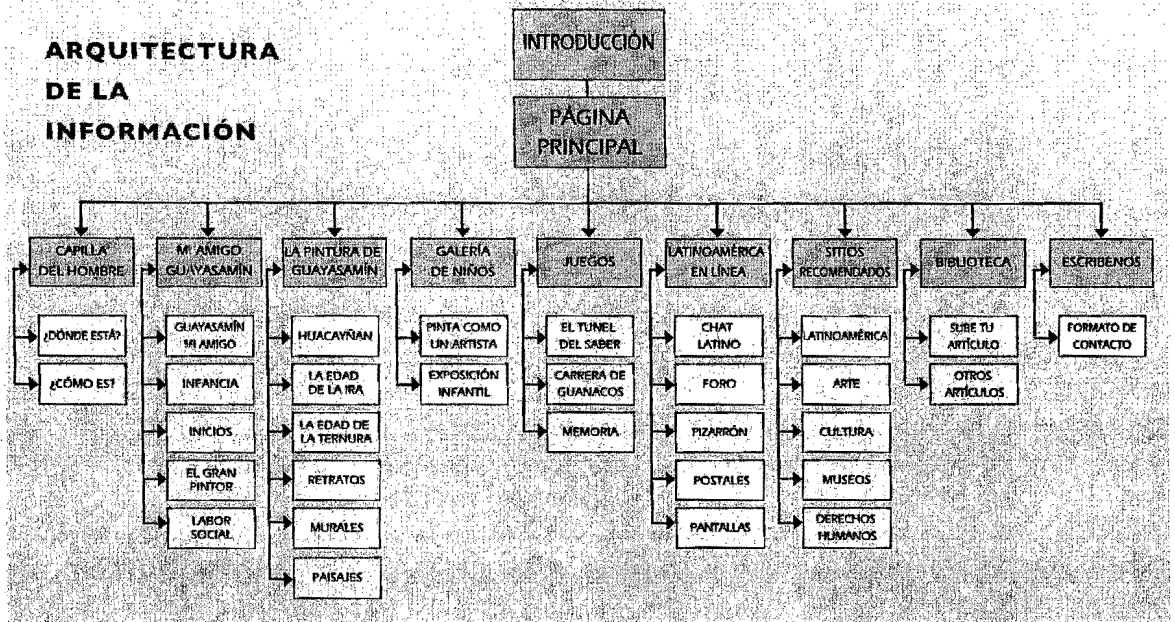 ARQUITECTURA
DE LA
INFORMACIÓN
INTRODUCCIÓN
PÁGINA
PRINCIPAL
CAPILLA
DEL HOMBRE
¿DÓNDE ESTÁ?
¿CÓMO ES?
MI AMIGO
GUAYASAMÍN
GUAYASAMÍN
MI AMIGO
INFANCIA
INICIOS
EL GRAN
PINTOR
LABOR
SOCIAL
LA PINTURA DE
GUAYASAMÍN
HUACAYÑAN
LA EDAD
DE LA IRA
LA EDAD DE
LA TERNURA
RETRATOS
MURALES
PAISAJES
GALERÍA
DE NIÑOS
PINTA COMO
UN ARTISTA
EXPOSICIÓN
INFANTIL
JUEGOS
EL TUNEL
DEL SABER
CARRERA DE
GUANACOS
MEMORIA
LATINOAMÉRICA
EN LÍNEA
CHAT
LATINO
FORO
PIZARRÓN
POSTALES
PANTALLAS
SITIOS
RECOMENDADOS
LATINOAMÉRICA
ARTE
CULTURA
MUSEOS
DERECHOS
HUMANOS
BIBLIOTECA
SUBE TU
ARTÍCULO
OTROS
ARTÍCULOS
ESCRIBENOS
FORMATO DE
CONTACTO